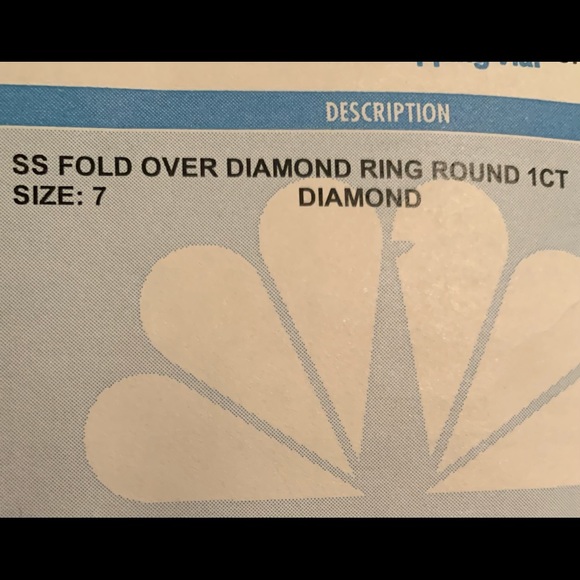 DESCRIPTION
SS FOLD OVER DIAMOND RING ROUND 1CT
SIZE: 7 DIAMOND